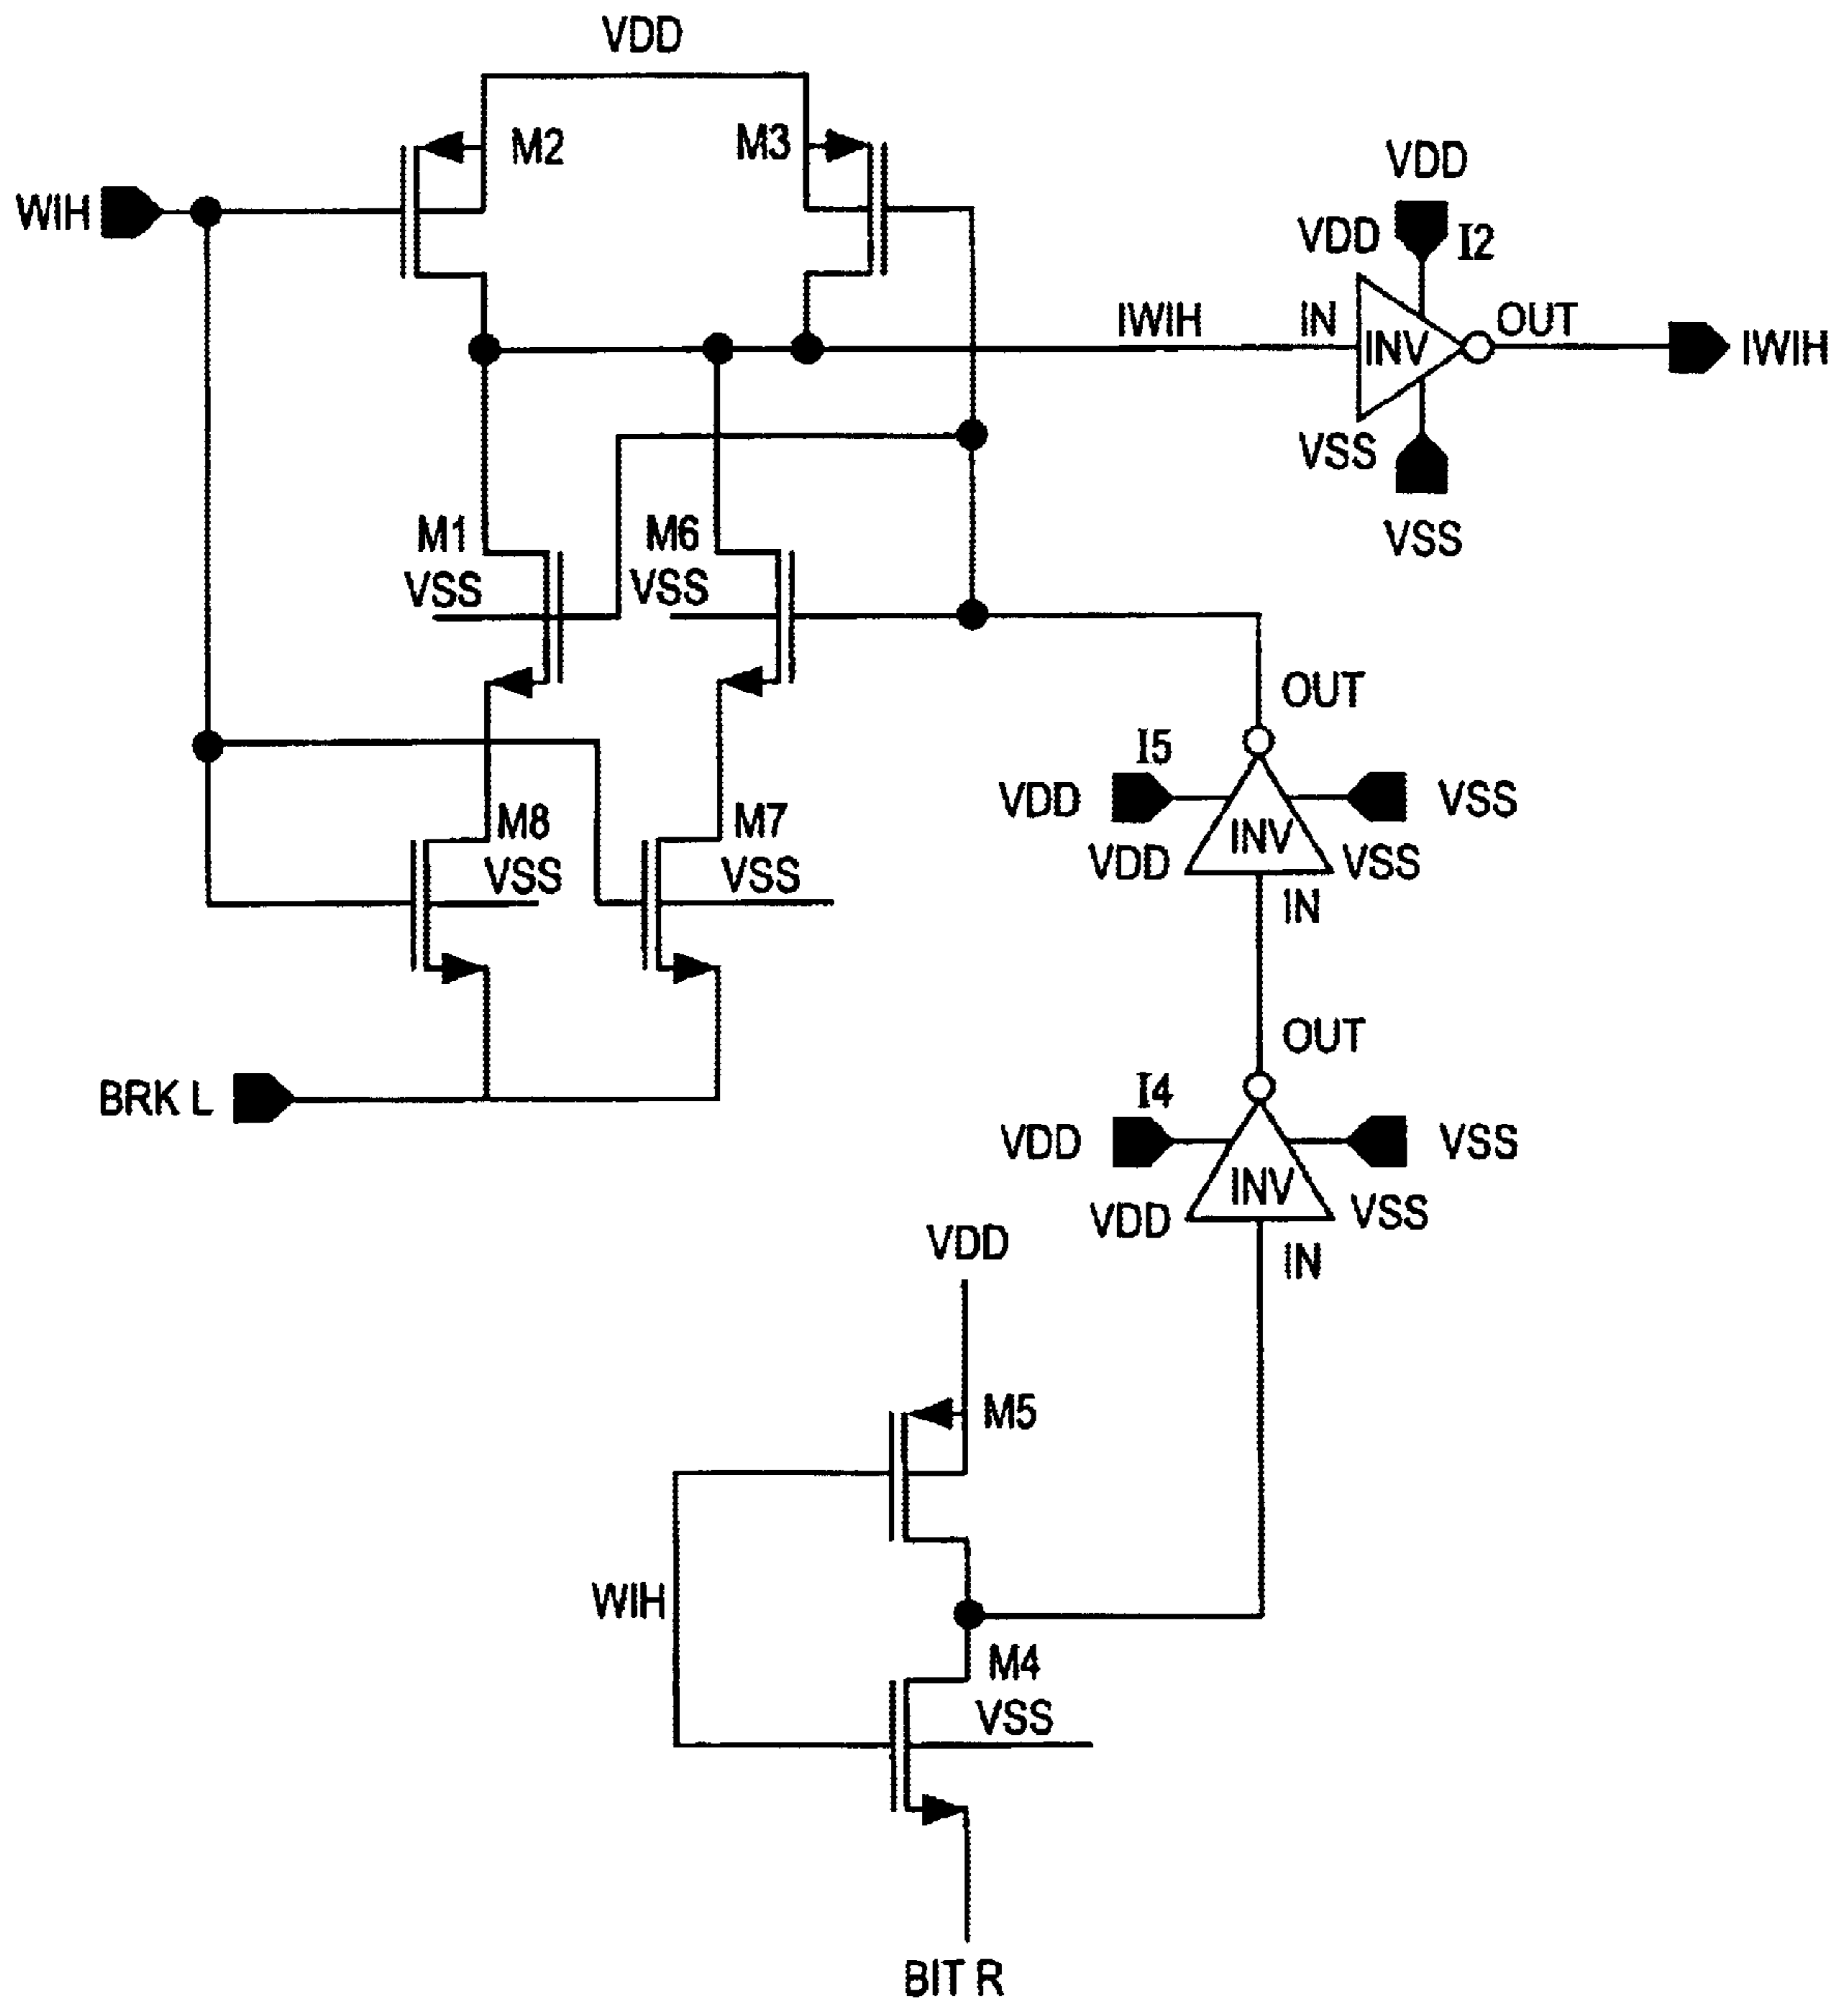 VDD
M2
M3
WIH
VDD
VDD
I2
IWIH
IN
INV
OUT
IWIH
VSS
VSS
M1
VSS
M6
VSS
OUT
I5
VDD
VSS
INV
VDD
VSS
IN
M8
VSS
M7
VSS
OUT
BRK L
I4
VDD
VSS
INV
VDD
VSS
IN
VDD
M5
WIH
M4
VSS
BIT R